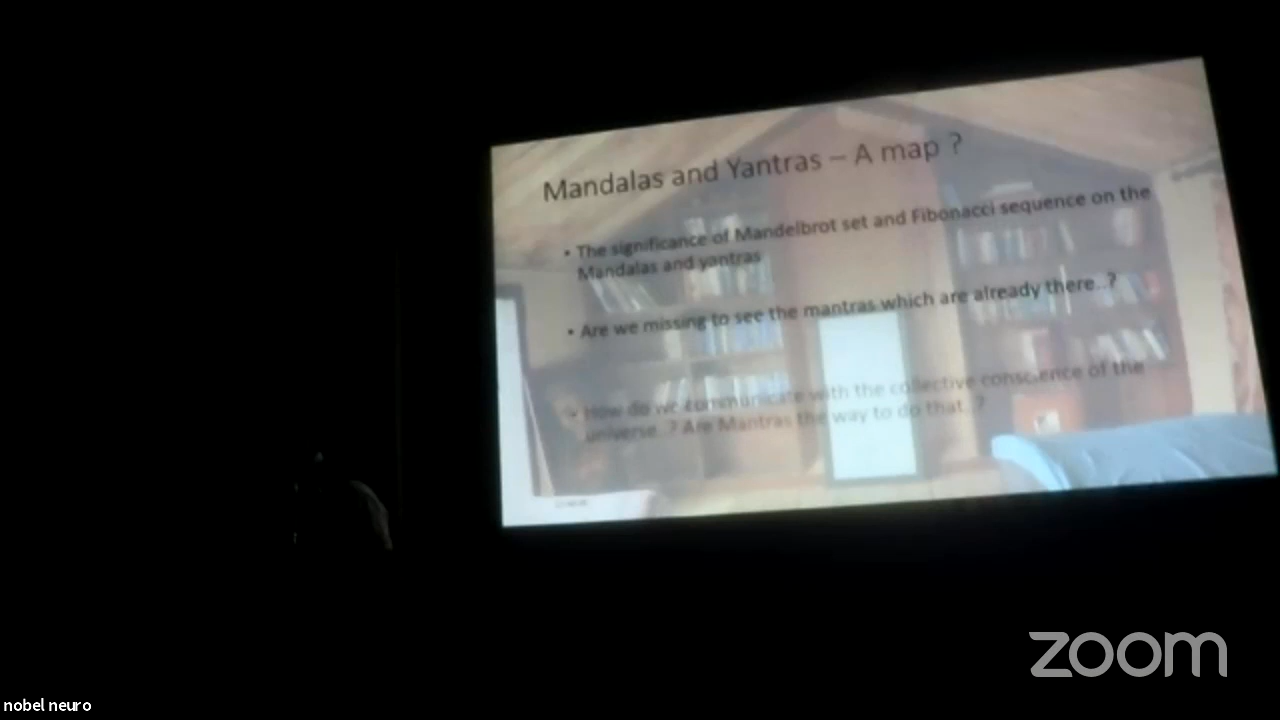 Mandalas and Yantras – A map ?
• The significance of Mandelbrot set and Fibonacci sequence on the
Mandalas and yantras
• Are we missing to see the mantras which are already there..?
• How do we communicate with the collective conscience of the
universe..? Are Mantras the way to do that..?
zoom
nobel neuro